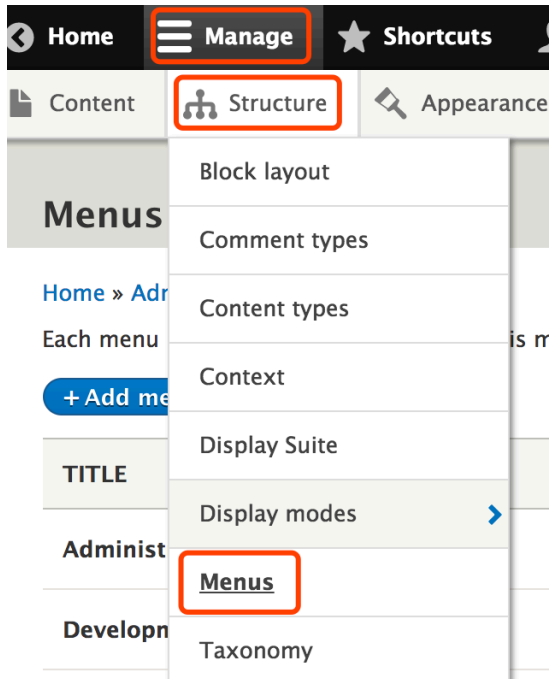 Home Manage Shortcuts
Content Structure Appearance
Block layout
Menus
Comment types
Home » Adr
Content types
Each menu is m
Context
+ Add me
Display Suite
TITLE
Display modes
Administ
Menus
Developn
Taxonomy